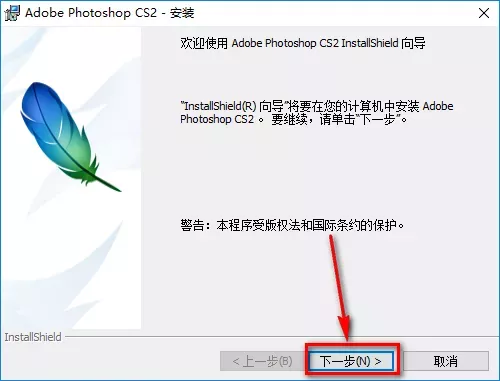 Adobe Photoshop CS2 - 安装
欢迎使用 Adobe Photoshop CS2 InstallShield 向导
“InstallShield(R) 向导”将要在您的计算机中安装 Adobe
Photoshop CS2 。 要继续，请单击“下一步”。
警告：本程序受版权法和国际条约的保护。
InstallShield
< 上一步(B)
下一步(N) >
取消